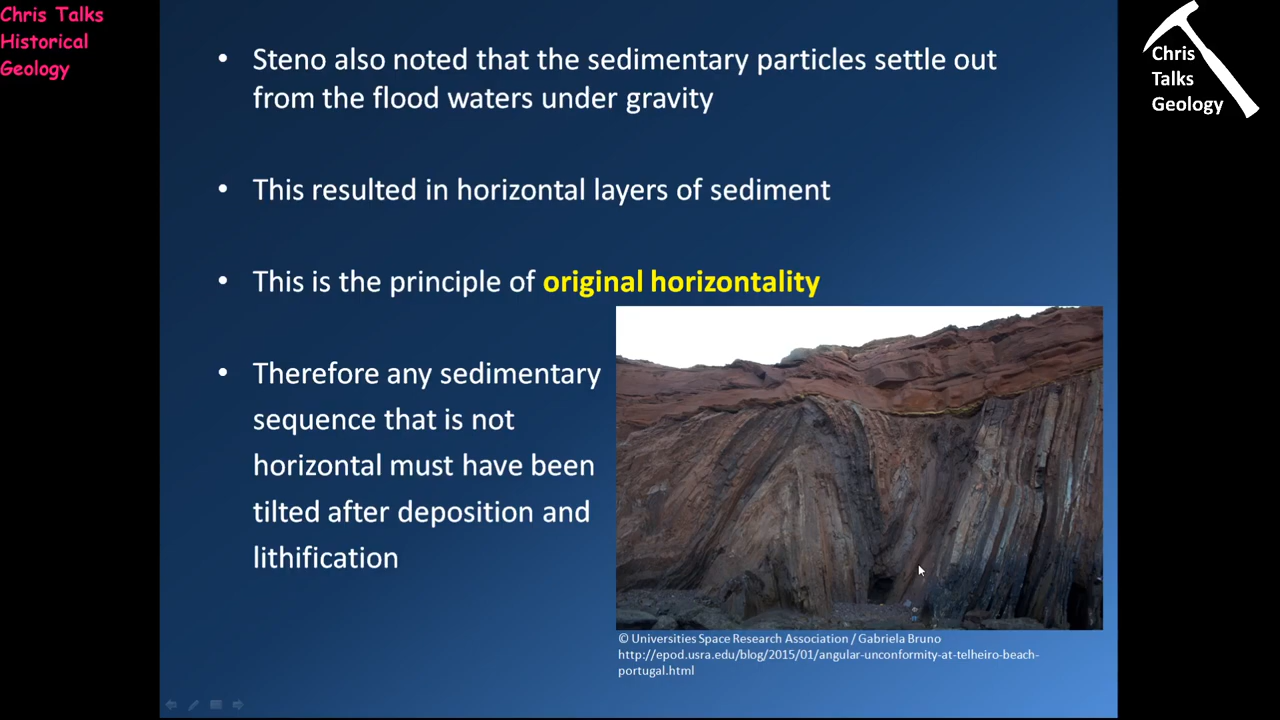 Chris Talks
Historical
Geology
Chris
Talks
Geology
• Steno also noted that the sedimentary particles settle out
from the flood waters under gravity
• This resulted in horizontal layers of sediment
• This is the principle of original horizontality
• Therefore any sedimentary
sequence that is not
horizontal must have been
tilted after deposition and
lithification
© Universities Space Research Association / Gabriela Bruno
http://epod.usra.edu/blog/2015/01/angular-unconformity-at-telheiro-beach-
portugal.html